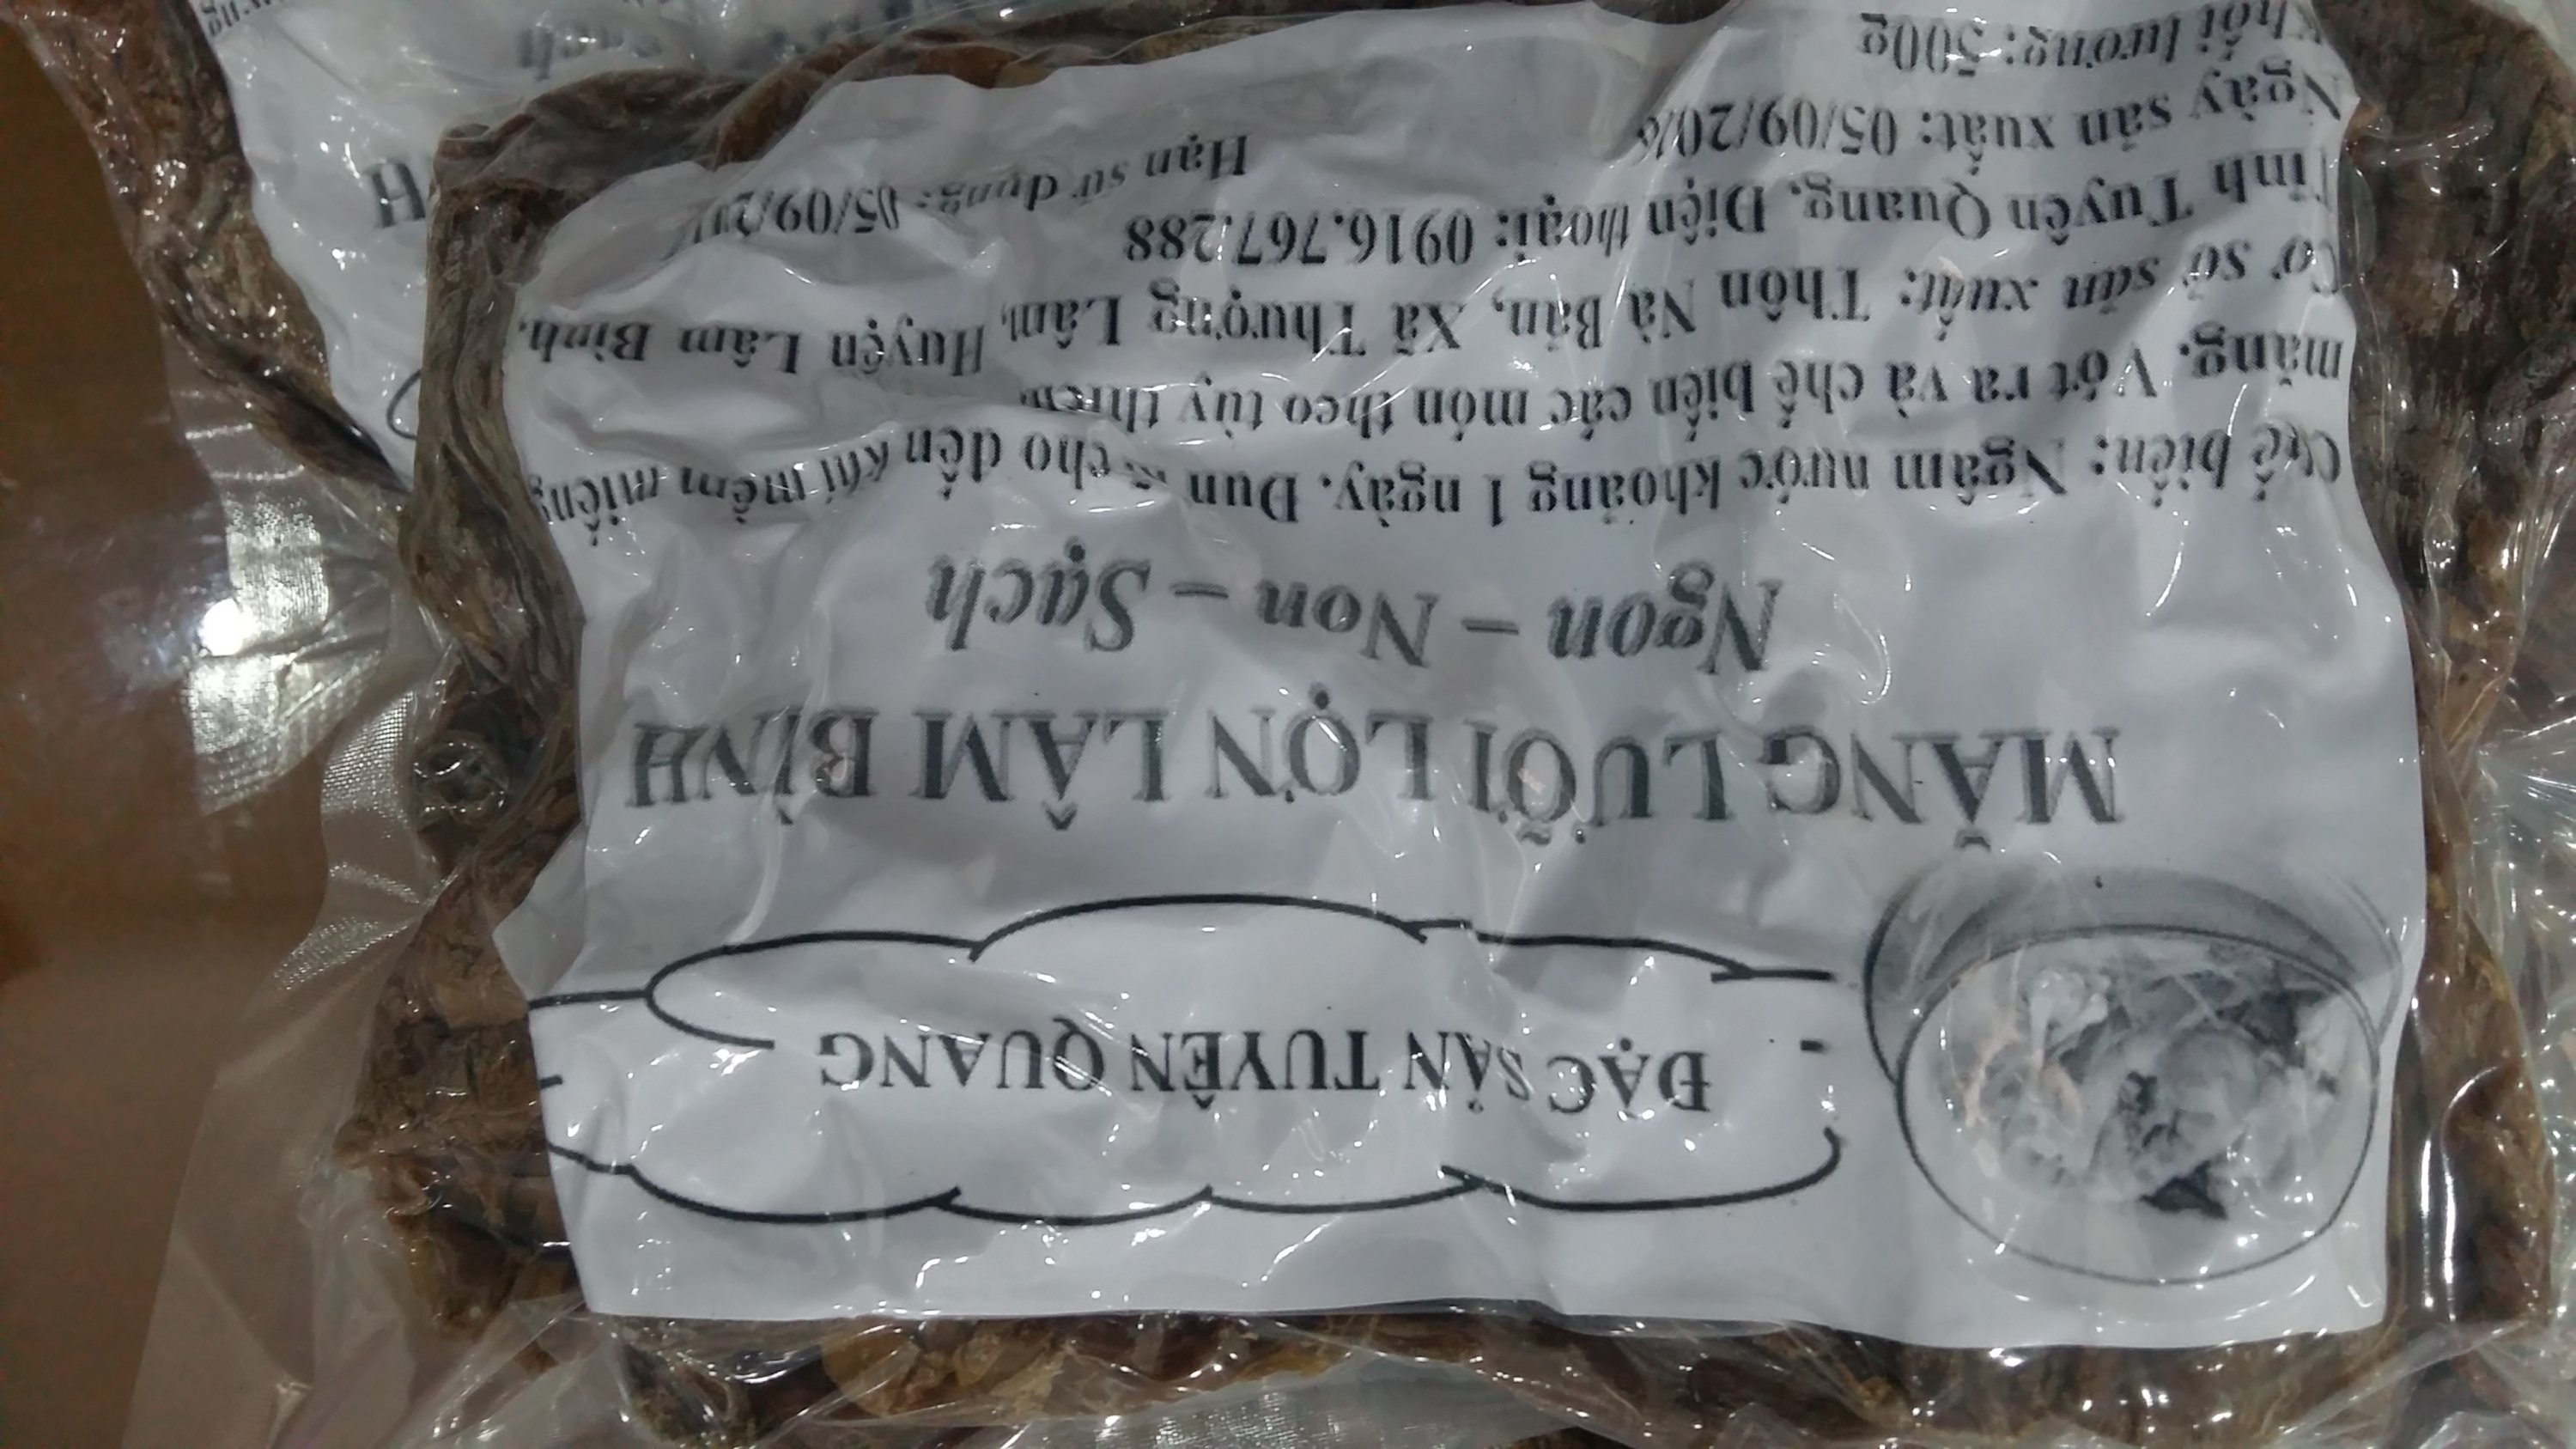 ĐẶC SẢN TUYÊN QUANG
MĂNG LƯỠI LỢN LÂM BÌNH
Ngon – Non – Sạch
Chế biến: Ngâm nước khoảng 1 ngày. Đun cho đến khi mềm miếng
măng. Vớt ra và chế biến các món theo tùy
Cơ sở sản xuất: Thôn Nà Bản, Xã Thượng Lâm, Huyện Lâm Bình,
Tỉnh Tuyên Quang, Điện thoại: 0916.767.288
Ngày sản xuất: 05/09/20 Hạn sử dụng: 05/09/
Khối lượng: 500g
H
Sạch